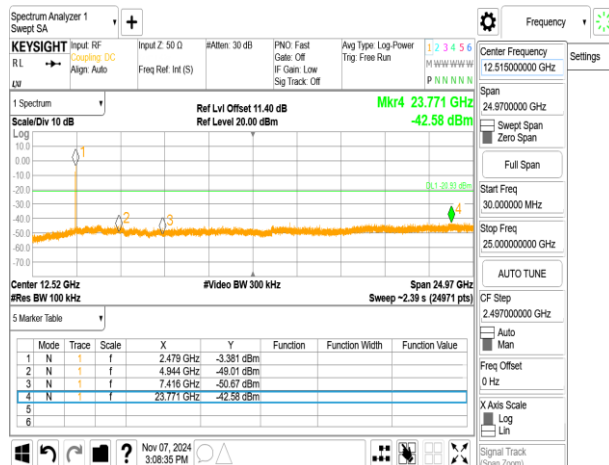 Spectrum Analyzer 1
Swept SA
Frequency
KEYSIGHT
RL
Input: RF
Coupling: DC
Align: Auto
Input Z: 50 Ω
Freq Ref: Int (S)
#Atten: 30 dB
PNO: Fast
Gate: Off
IF Gain: Low
Sig Track: Off
Avg Type: Log-Power
Trig: Free Run
1 2 3 4 5 6
M W W W W W
P N N N N N
1 Spectrum
Scale/Div 10 dB
Ref Lvl Offset 11.40 dB
Ref Level 20.00 dBm
Mkr4 23.771 GHz
-42.58 dBm
Log
10.0
0.00
-10.0
-20.0
-30.0
-40.0
-50.0
-60.0
-70.0
1
2
3
4
DL1 -20.93 dBm
Center 12.52 GHz
#Res BW 100 kHz
#Video BW 300 kHz
Span 24.97 GHz
Sweep ~2.39 s (24971 pts)
5 Marker Table
Mode Trace Scale X Y Function Function Width Function Value
1 N 1 f 2.479 GHz -3.381 dBm
2 N 1 f 4.944 GHz -49.01 dBm
3 N 1 f 7.416 GHz -50.67 dBm
4 N 1 f 23.771 GHz -42.58 dBm
5
6
Nov 07, 2024
3:08:35 PM
?
Center Frequency
12.515000000 GHz
Settings
Span
24.9700000 GHz
Swept Span
Zero Span
Full Span
Start Freq
30.000000 MHz
Stop Freq
25.000000000 GHz
AUTO TUNE
CF Step
2.497000000 GHz
Auto
Man
Freq Offset
0 Hz
X Axis Scale
Log
Lin
Signal Track
(Span Zoom)